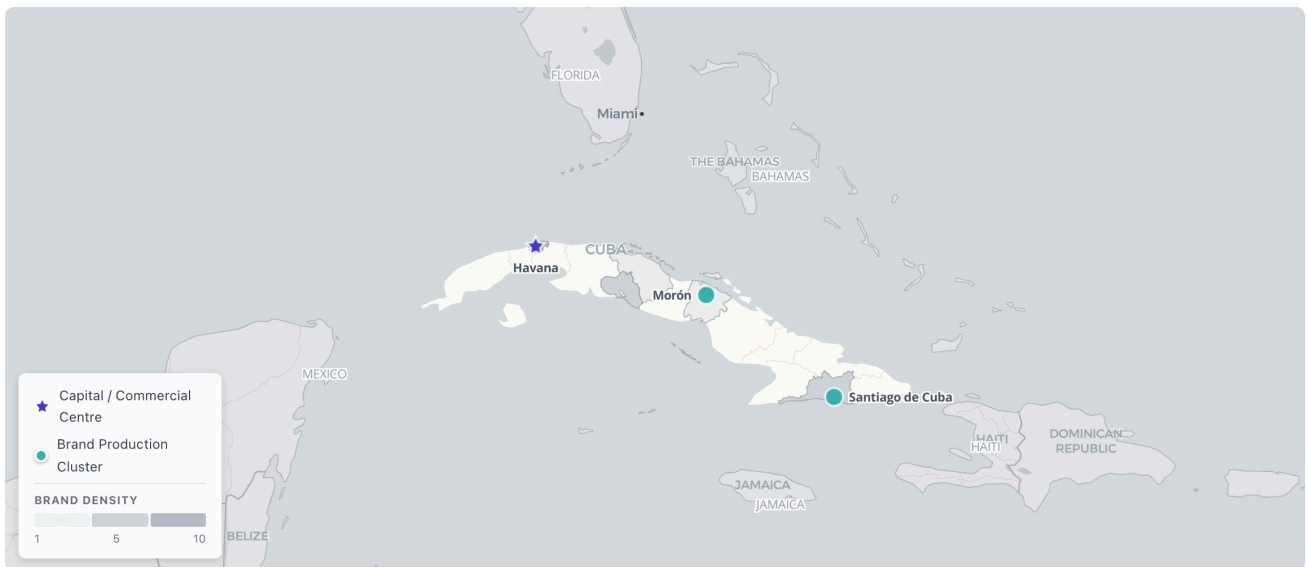 FLORIDA
Miami
THE BAHAMAS
BAHAMAS
CUBA
Havana
Morón
MEXICO
Santiago de Cuba
HAITI
HAITI
DOMINICAN
REPUBLIC
JAMAICA
JAMAICA
BELIZE
Capital / Commercial
Centre
Brand Production
Cluster
BRAND DENSITY
1 5 10